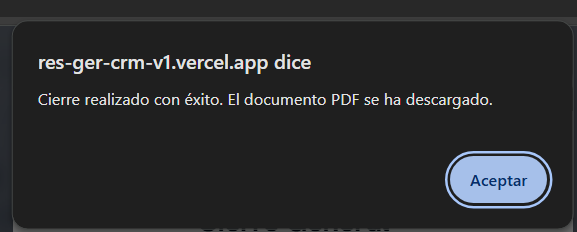 res-ger-crm-v1.vercel.app dice
Cierre realizado con éxito. El documento PDF se ha descargado.
Aceptar